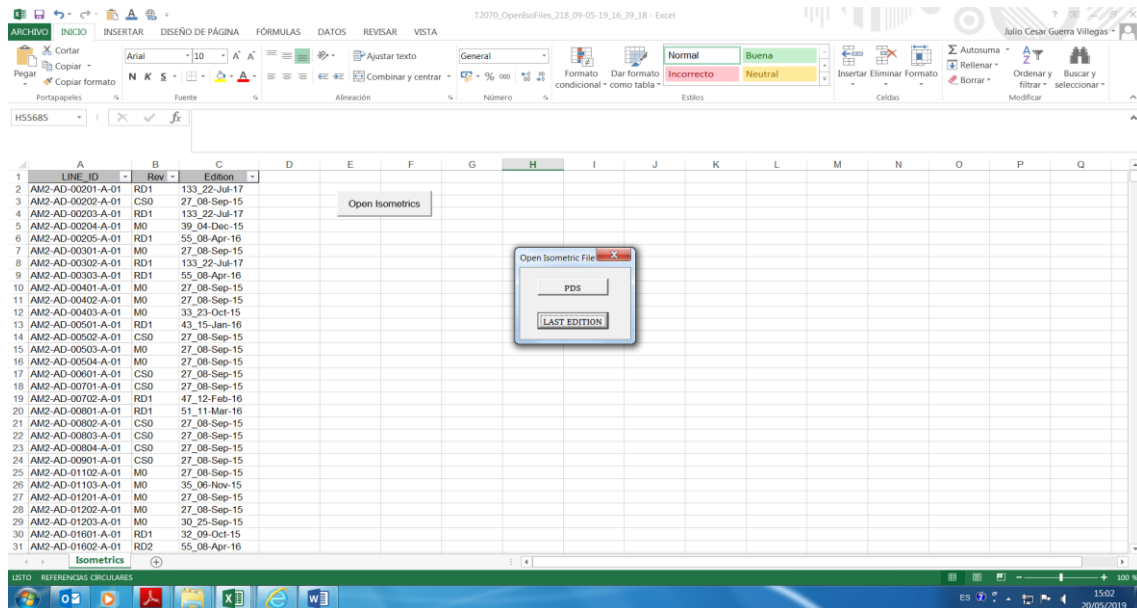 T2070_OpenIsoFiles_218_09-05-19_16_39_18 - Excel
ARCHIVO INICIO INSERTAR DISEÑO DE PÁGINA FÓRMULAS DATOS REVISAR VISTA
Julio César Guerra Villegas
Pegar
Cortar
Copiar
Copiar formato
Portapapeles
Arial 10
N K S
Fuente
Ajustar texto
Combinar y centrar
Alineación
General
% 000
Número
Formato condicional
Dar formato como tabla
Normal Buena
Incorrecto Neutral
Estilos
Insertar Eliminar Formato
Celdas
Autosuma
Rellenar
Borrar
Ordenar y filtrar
Buscar y seleccionar
Modificar
H55685 fx
A B C D E F G H I J K L M N O P Q
1 LINE_ID Rev Edition
2 AM2-AD-00201-A-01 RD1 133_22-Jul-17
3 AM2-AD-00202-A-01 CS0 27_08-Sep-15
4 AM2-AD-00203-A-01 RD1 133_22-Jul-17
5 AM2-AD-00204-A-01 M0 39_04-Dec-15
6 AM2-AD-00205-A-01 RD1 55_08-Apr-16
7 AM2-AD-00301-A-01 M0 27_08-Sep-15
8 AM2-AD-00302-A-01 RD1 133_22-Jul-17
9 AM2-AD-00303-A-01 RD1 55_08-Apr-16
10 AM2-AD-00401-A-01 M0 27_08-Sep-15
11 AM2-AD-00402-A-01 M0 27_08-Sep-15
12 AM2-AD-00403-A-01 M0 33_23-Oct-15
13 AM2-AD-00501-A-01 RD1 43_15-Jan-16
14 AM2-AD-00502-A-01 CS0 27_08-Sep-15
15 AM2-AD-00503-A-01 M0 27_08-Sep-15
16 AM2-AD-00504-A-01 M0 27_08-Sep-15
17 AM2-AD-00601-A-01 CS0 27_08-Sep-15
18 AM2-AD-00701-A-01 CS0 27_08-Sep-15
19 AM2-AD-00702-A-01 RD1 47_12-Feb-16
20 AM2-AD-00801-A-01 RD1 51_11-Mar-16
21 AM2-AD-00802-A-01 CS0 27_08-Sep-15
22 AM2-AD-00803-A-01 CS0 27_08-Sep-15
23 AM2-AD-00804-A-01 CS0 27_08-Sep-15
24 AM2-AD-00901-A-01 CS0 27_08-Sep-15
25 AM2-AD-01102-A-01 M0 27_08-Sep-15
26 AM2-AD-01103-A-01 M0 35_06-Nov-15
27 AM2-AD-01201-A-01 M0 27_08-Sep-15
28 AM2-AD-01202-A-01 M0 27_08-Sep-15
29 AM2-AD-01203-A-01 M0 30_25-Sep-15
30 AM2-AD-01601-A-01 RD1 32_09-Oct-15
31 AM2-AD-01602-A-01 RD2 55_08-Apr-16
Open Isometrics
Open Isometric File
PDS
LAST EDITION
Isometrics
LISTO REFERENCIAS CIRCULARES 100 %
ES 15:02
20/05/2019